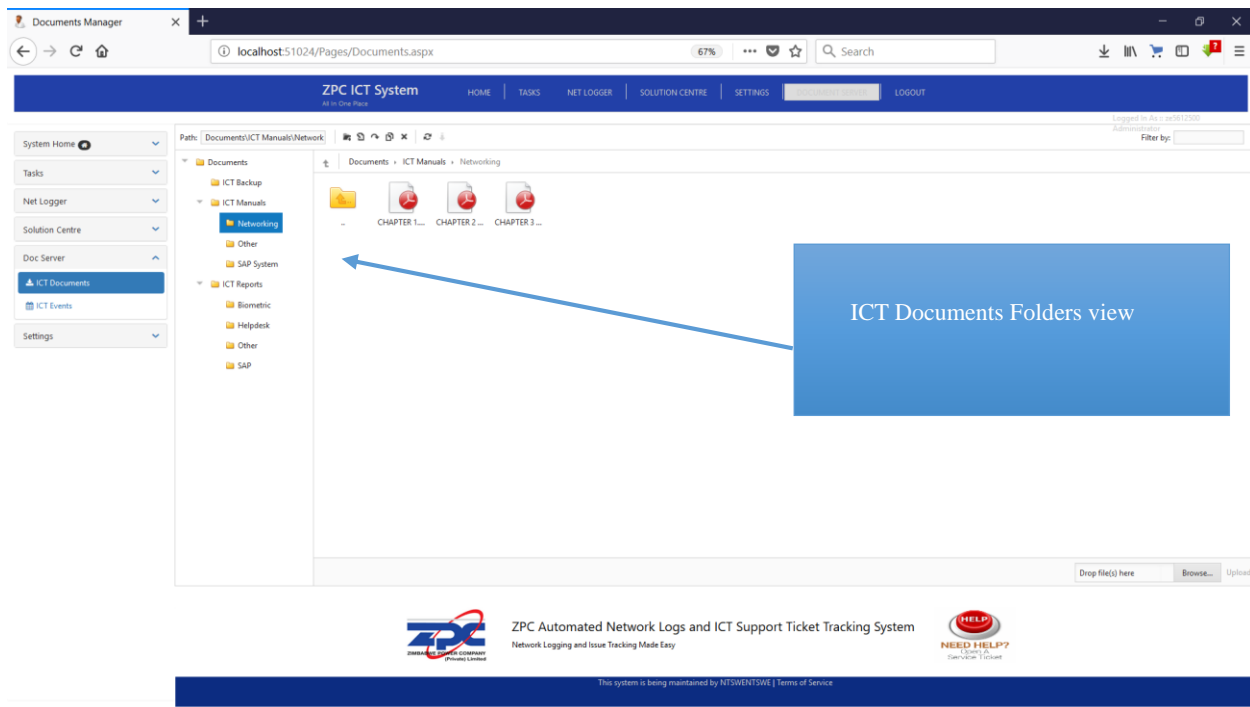 Documents Manager
localhost:51024/Pages/Documents.aspx
67%
Search
ZPC ICT System
All In One Place
HOME
TASKS
NET LOGGER
SOLUTION CENTRE
SETTINGS
DOCUMENT SERVER
LOGOUT
Logged in As :: ze5612500
Administrator
System Home
Tasks
Net Logger
Solution Centre
Doc Server
ICT Documents
ICT Events
Settings
Path: Documents\ICT Manuals\Network
Filter by:
Documents
ICT Backup
ICT Manuals
Networking
Other
SAP System
ICT Reports
Biometric
Helpdesk
Other
SAP
Documents › ICT Manuals › Networking
..
CHAPTER 1....
CHAPTER 2 ...
CHAPTER 3 ...
ICT Documents Folders view
Drop file(s) here
Browse...
Upload
ZPC
ZIMBABWE POWER COMPANY
(Private) Limited
ZPC Automated Network Logs and ICT Support Ticket Tracking System
Network Logging and Issue Tracking Made Easy
HELP
NEED HELP?
Open A
Service Ticket
This system is being maintained by NTSWENTSWE | Terms of Service